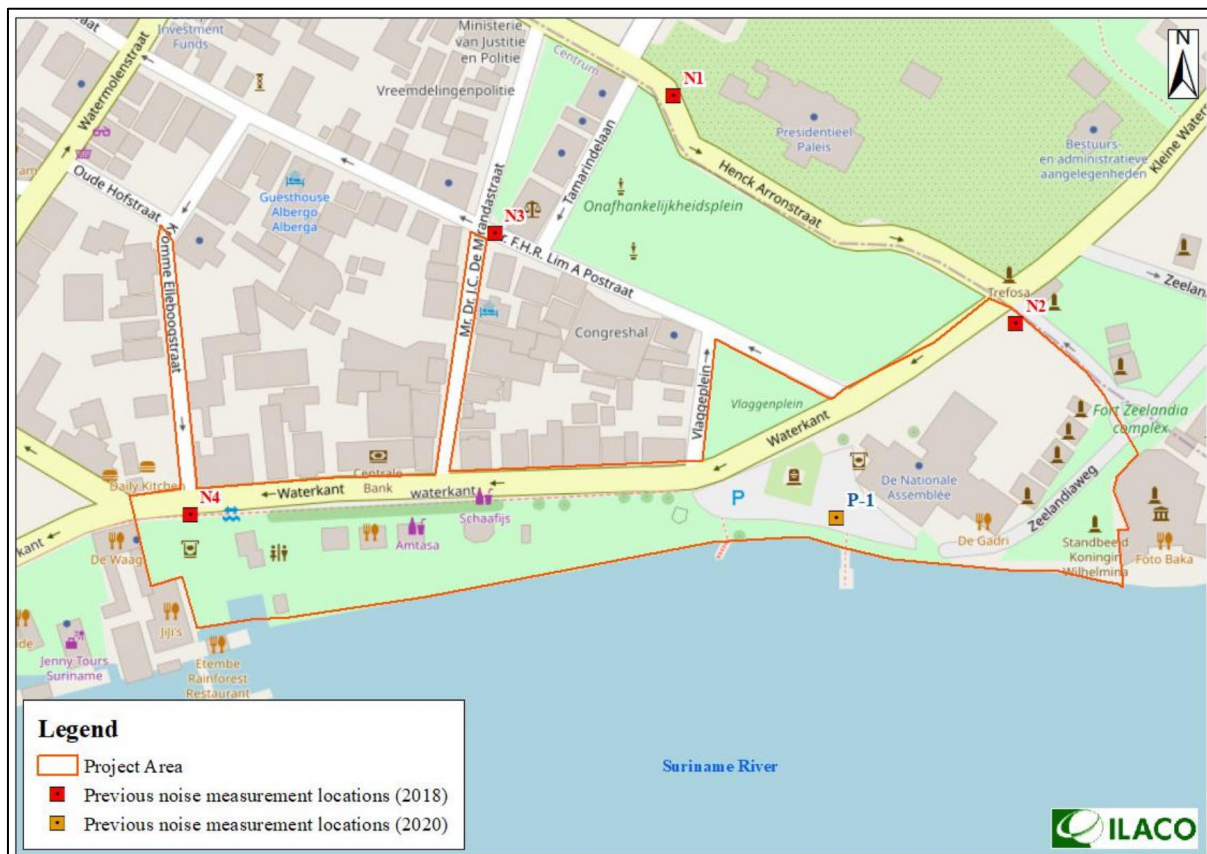 Investment
Funds
Watermolenstraat
Ministerie
van Justitie
en Politie
Centrum
Vreemdelingenpolitie
N1
N
Presidentieel
Paleis
Bestuurs-
en administratieve
aangelegenheden
Kleine Water
Henck Arronstraat
Tamarindelaan
Onafhankelijkheidsplein
Oude Hofstraat
Guesthouse
Albergo
Alberga
Mr. Dr. J.C. De Mirandastraat
N3
r. F.H.R. Lim A Postraat
Kromme Elleboogstraat
Congreshal
Trefosa
N2
Zeeland
Vlaggeplein
Vlaggenplein
Fort Zeelandia
complex
Waterkant
Daily Kitchen
Centrale
Bank
N4
Waterkant
waterkant
Schaafijs
Amtasa
P
P-1
De Nationale
Assemblée
Zeelandiaweg
De Gadri
Standbeeld
Koningin
Wilhelmina
Foto Baka
kant
De Waag
JiJi's
Jenny Tours
Suriname
Etembe
Rainforest
Restaurant
Suriname River
Legend
Project Area
Previous noise measurement locations (2018)
Previous noise measurement locations (2020)
ILACO